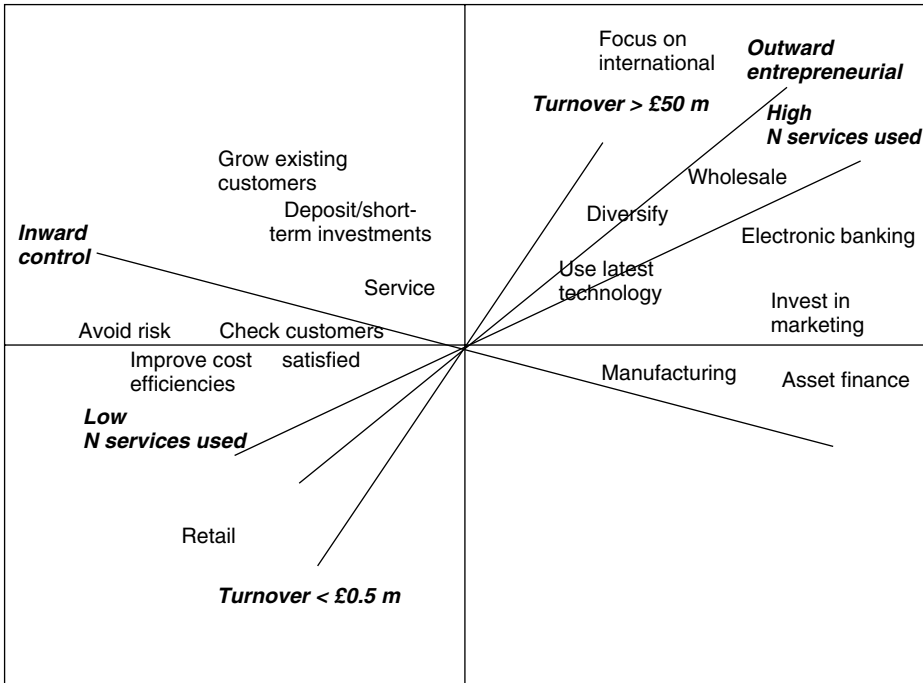 Focus on
international
Outward
entrepreneurial
Turnover > £50 m
High
N services used
Grow existing
customers
Wholesale
Deposit/short-
term investments
Diversify
Inward
control
Electronic banking
Use latest
technology
Service
Invest in
marketing
Avoid risk
Check customers
satisfied
Improve cost
efficiencies
Manufacturing
Asset finance
Low
N services used
Retail
Turnover < £0.5 m